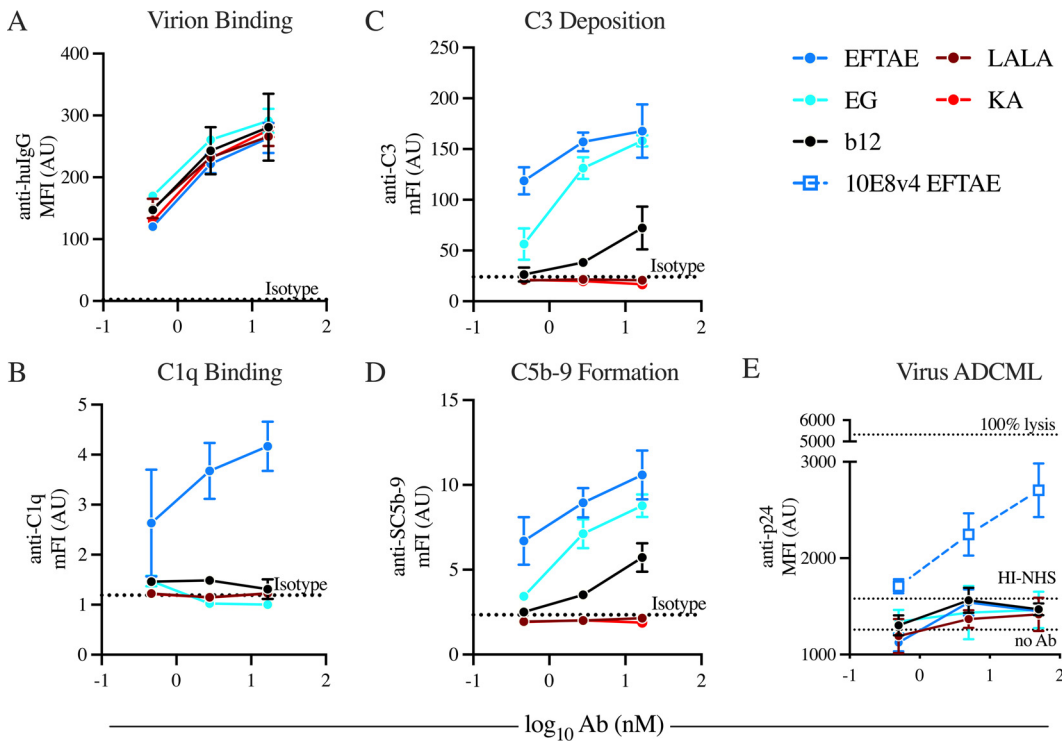 A
Virion Binding
anti-huIgG
MFI (AU)
400
300
200
100
0
Isotype
-1
0
1
2
C
C3 Deposition
anti-C3
mFI (AU)
250
200
150
100
50
0
Isotype
-1
0
1
2
EFTAE
LALA
EG
KA
b12
10E8v4 EFTAE
B
C1q Binding
anti-C1q
mFI (AU)
5
4
3
2
1
0
Isotype
-1
0
1
2
D
C5b-9 Formation
anti-SC5b-9
mFI (AU)
15
10
5
0
Isotype
-1
0
1
2
E
Virus ADCML
anti-p24
MFI (AU)
6000
5000
3000
2000
1000
100% lysis
HI-NHS
no Ab
-1
0
1
2
log10 Ab (nM)